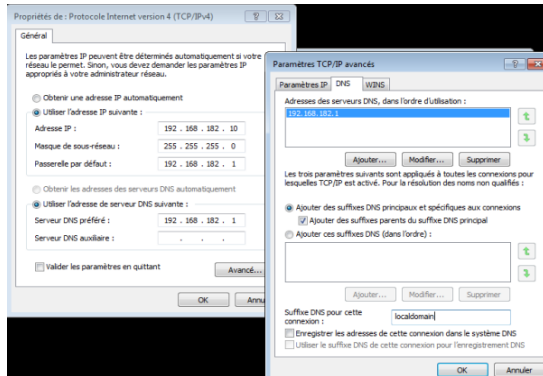 Propriétés de : Protocole Internet version 4 (TCP/IPv4)
Général
Les paramètres IP peuvent être déterminés automatiquement si votre
réseau le permet. Sinon, vous devez demander les paramètres IP
appropriés à votre administrateur réseau.
Obtenir une adresse IP automatiquement
Utiliser l'adresse IP suivante :
Adresse IP : 192 . 168 . 182 . 10
Masque de sous-réseau : 255 . 255 . 255 . 0
Passerelle par défaut : 192 . 168 . 182 . 1
Obtenir les adresses des serveurs DNS automatiquement
Utiliser l'adresse de serveur DNS suivante :
Serveur DNS préféré : 192 . 168 . 182 . 1
Serveur DNS auxiliaire : . . .
Valider les paramètres en quittant
Avancé...
OK Annu
Paramètres TCP/IP avancés
Paramètres IP DNS WINS
Adresses des serveurs DNS, dans l'ordre d'utilisation :
192.168.182.1
Ajouter... Modifier... Supprimer
Les trois paramètres suivants sont appliqués à toutes les connexions pour
lesquelles TCP/IP est activé. Pour la résolution des noms non qualifiés :
Ajouter des suffixes DNS principaux et spécifiques aux connexions
Ajouter des suffixes parents du suffixe DNS principal
Ajouter ces suffixes DNS (dans l'ordre) :
Ajouter... Modifier... Supprimer
Suffixe DNS pour cette
connexion :
localdomain
Enregistrer les adresses de cette connexion dans le système DNS
Utiliser le suffixe DNS de cette connexion pour l'enregistrement DNS
OK Annuler